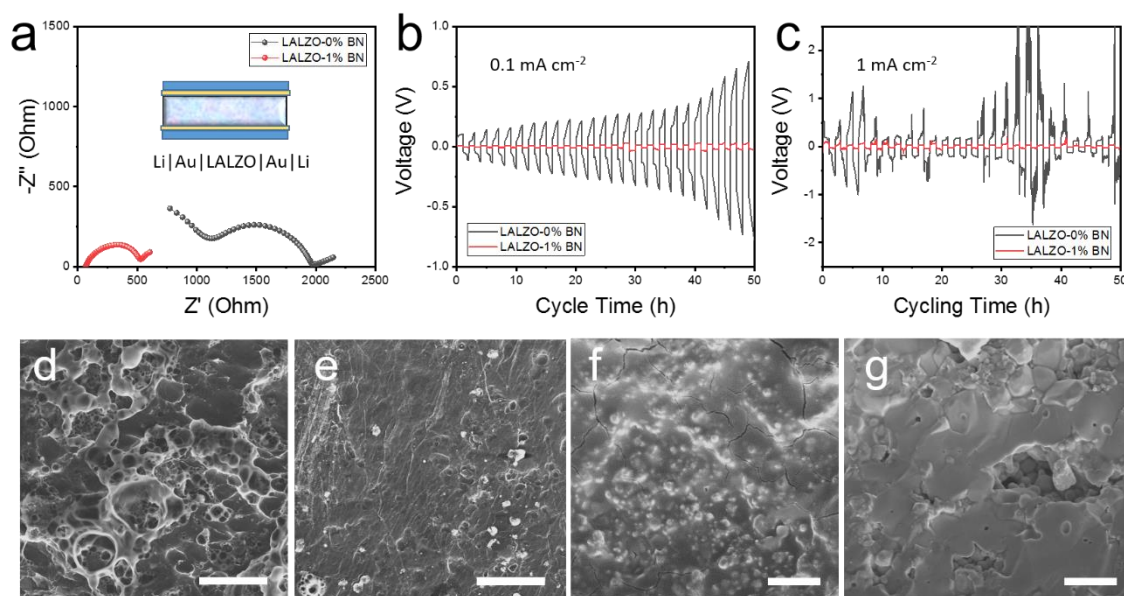 a
1500
1000
500
0
-Z" (Ohm)
LALZO-0% BN
LALZO-1% BN
Li|Au|LALZO|Au|Li
0 500 1000 1500 2000 2500
Z' (Ohm)
b
1.0
0.5
0.0
-0.5
-1.0
Voltage (V)
0.1 mA cm⁻²
LALZO-0% BN
LALZO-1% BN
0 10 20 30 40 50
Cycle Time (h)
c
2
1
0
-1
-2
Voltage (V)
1 mA cm⁻²
LALZO-0% BN
LALZO-1% BN
0 10 20 30 40 50
Cycling Time (h)
d
e
f
g